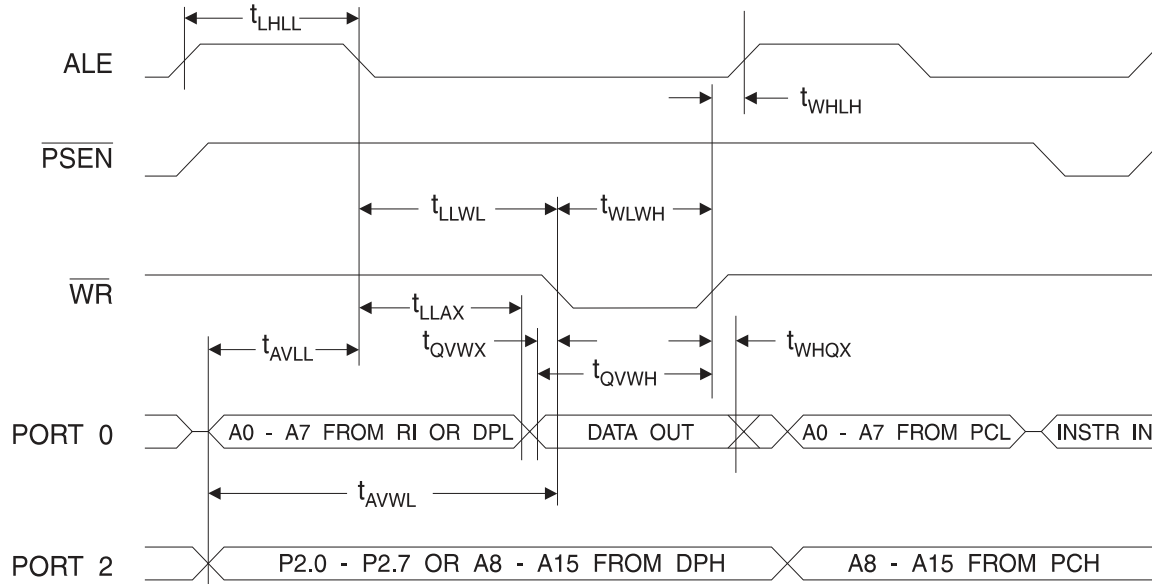 tLHLL
ALE
tWHLH
PSEN
tLLWL
tWLWH
WR
tLLAX
tAVLL
tQVWX
tWHQX
tQVWH
PORT 0
A0 - A7 FROM RI OR DPL
DATA OUT
A0 - A7 FROM PCL
INSTR IN
tAVWL
PORT 2
P2.0 - P2.7 OR A8 - A15 FROM DPH
A8 - A15 FROM PCH